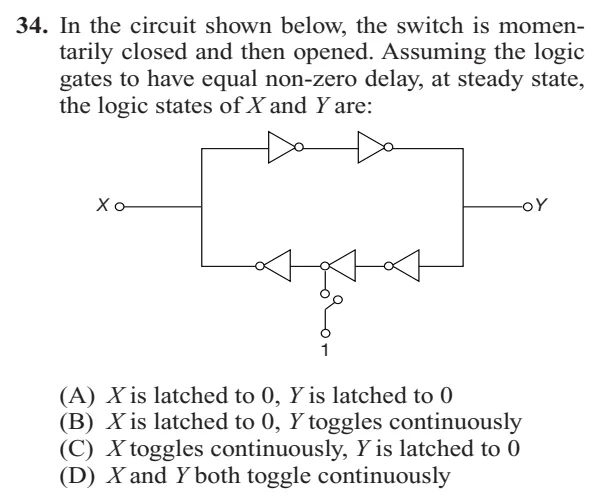 34. In the circuit shown below, the switch is momen-
tarily closed and then opened. Assuming the logic
gates to have equal non-zero delay, at steady state,
the logic states of X and Y are:
X
Y
1
(A) X is latched to 0, Y is latched to 0
(B) X is latched to 0, Y toggles continuously
(C) X toggles continuously, Y is latched to 0
(D) X and Y both toggle continuously